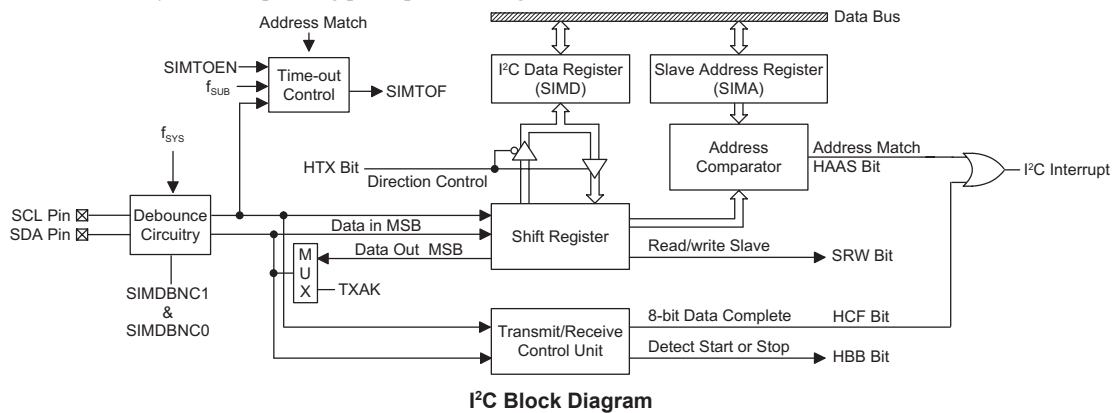 Data Bus
Address Match
SIMTOEN
fSUB
Time-out
Control
SIMTOF
I²C Data Register
(SIMD)
Slave Address Register
(SIMA)
fSYS
HTX Bit
Direction Control
Address
Comparator
Address Match
HAAS Bit
I²C Interrupt
SCL Pin
SDA Pin
Debounce
Circuitry
Data in MSB
Shift Register
Data Out MSB
M
U
X
TXAK
Read/write Slave
SRW Bit
SIMDBNC1
&
SIMDBNC0
Transmit/Receive
Control Unit
8-bit Data Complete
HCF Bit
Detect Start or Stop
HBB Bit
I²C Block Diagram